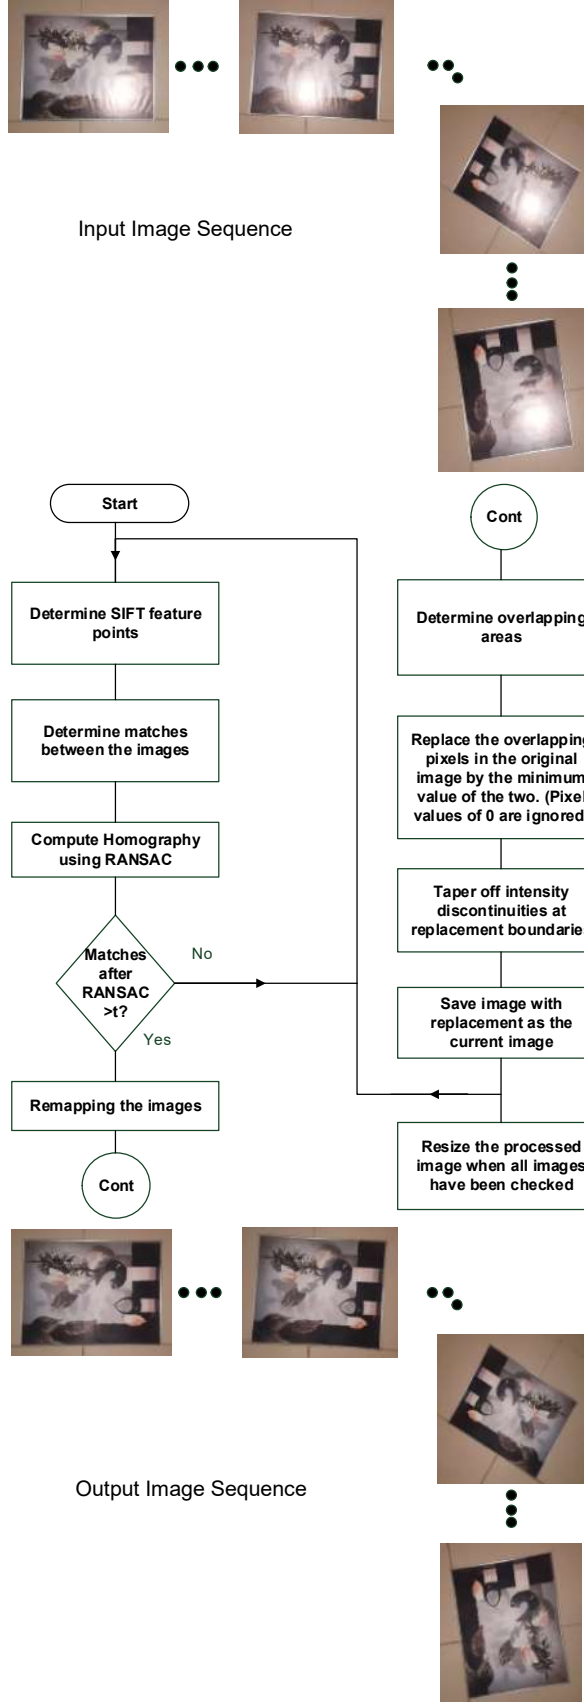 Input Image Sequence
Start
Determine SIFT feature
points
Determine matches
between the images
Compute Homography
using RANSAC
Matches
after
RANSAC
>t?
No
Yes
Remapping the images
Cont
Cont
Determine overlapping
areas
Replace the overlapping
pixels in the original
image by the minimum
value of the two. (Pixel
values of 0 are ignored
Taper off intensity
discontinuities at
replacement boundaries
Save image with
replacement as the
current image
Resize the processed
image when all images
have been checked
Output Image Sequence